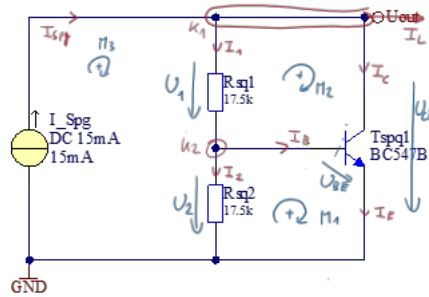 K1
Uout
ISpg
M3
I1
IC
IL
U1
Rsq1
17.5k
M2
I_Spg
DC 15mA
15mA
K2
IB
Tspq1
BC547B
UBE
I2
U2
Rsq2
17.5k
M1
IE
GND